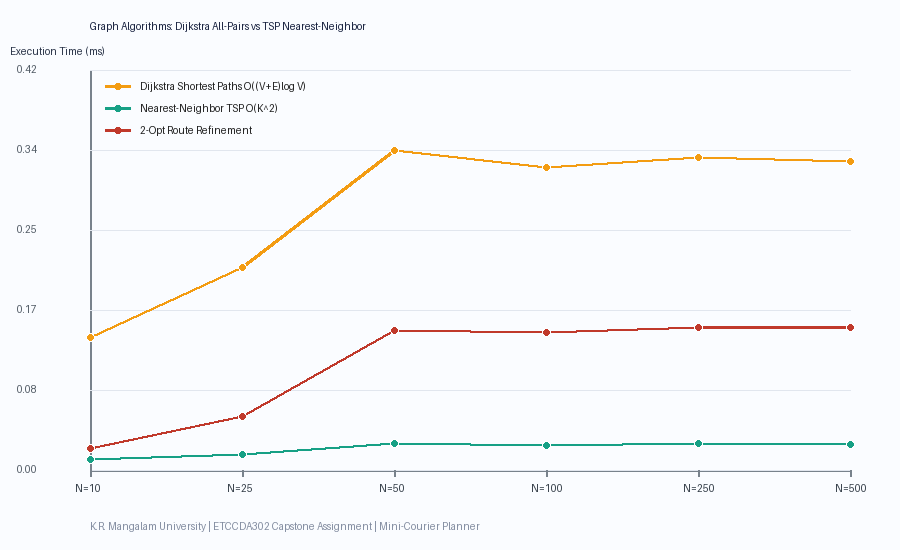 Graph Algorithms: Dijkstra All-Pairs vs TSP Nearest-Neighbor
Execution Time (ms)
0.42
Dijkstra Shortest Paths O((V+E)log V)
Nearest-Neighbor TSP O(K^2)
2-Opt Route Refinement
0.34
0.25
0.17
0.08
0.00
N=10 N=25 N=50 N=100 N=250 N=500
K.R. Mangalam University | ETCCDA302 Capstone Assignment | Mini-Courier Planner